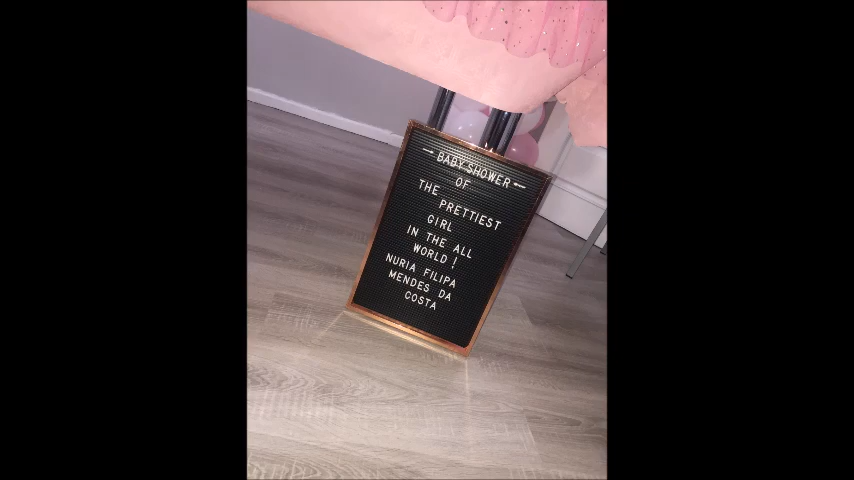 → BABY SHOWER ←
OF
THE
PRETTIEST
GIRL
IN THE ALL
WORLD!
NURIA FILIPA
MENDES DA
COSTA